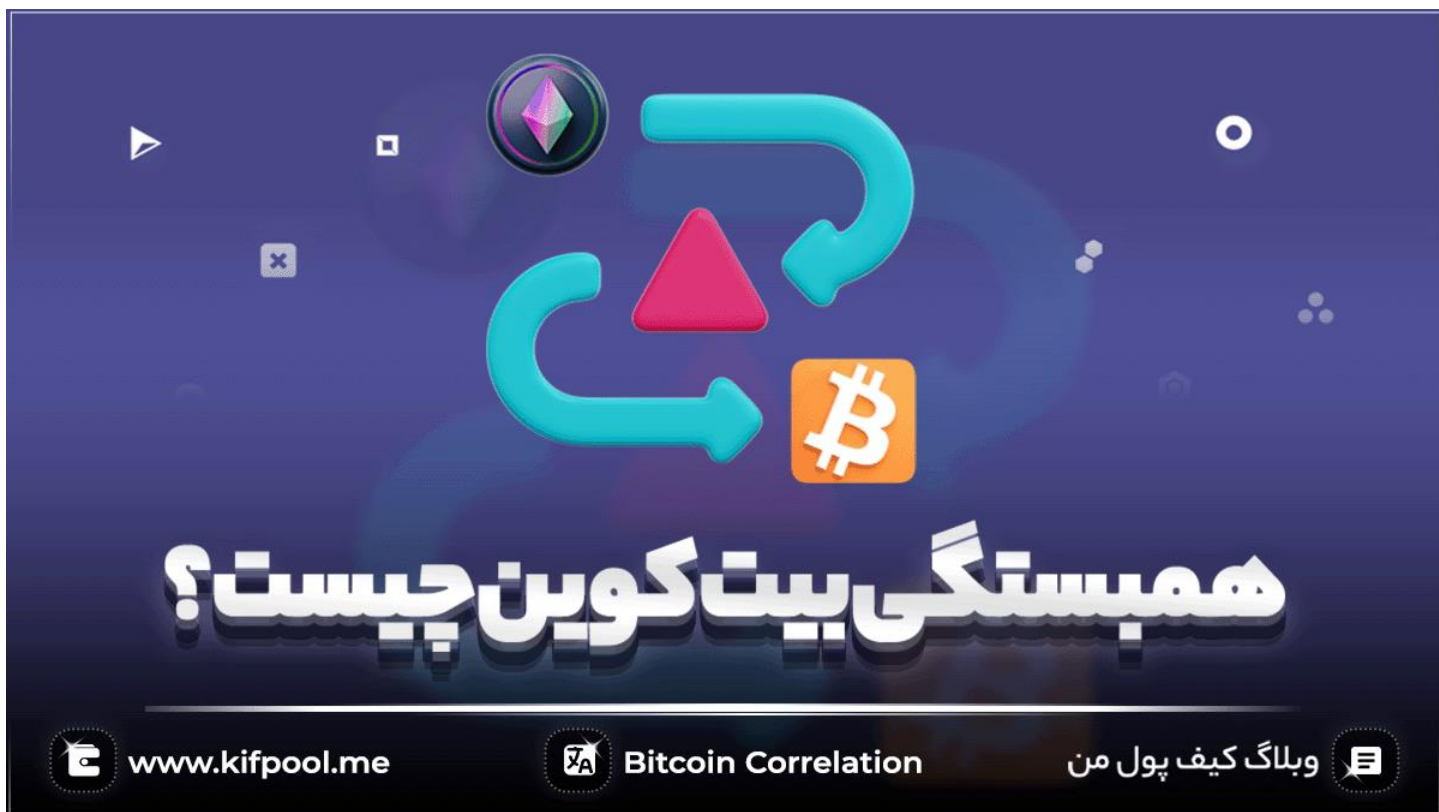 همبستگی بیت کوین چیست؟
www.kifpool.me
Bitcoin Correlation
وبلاگ کیف پول من